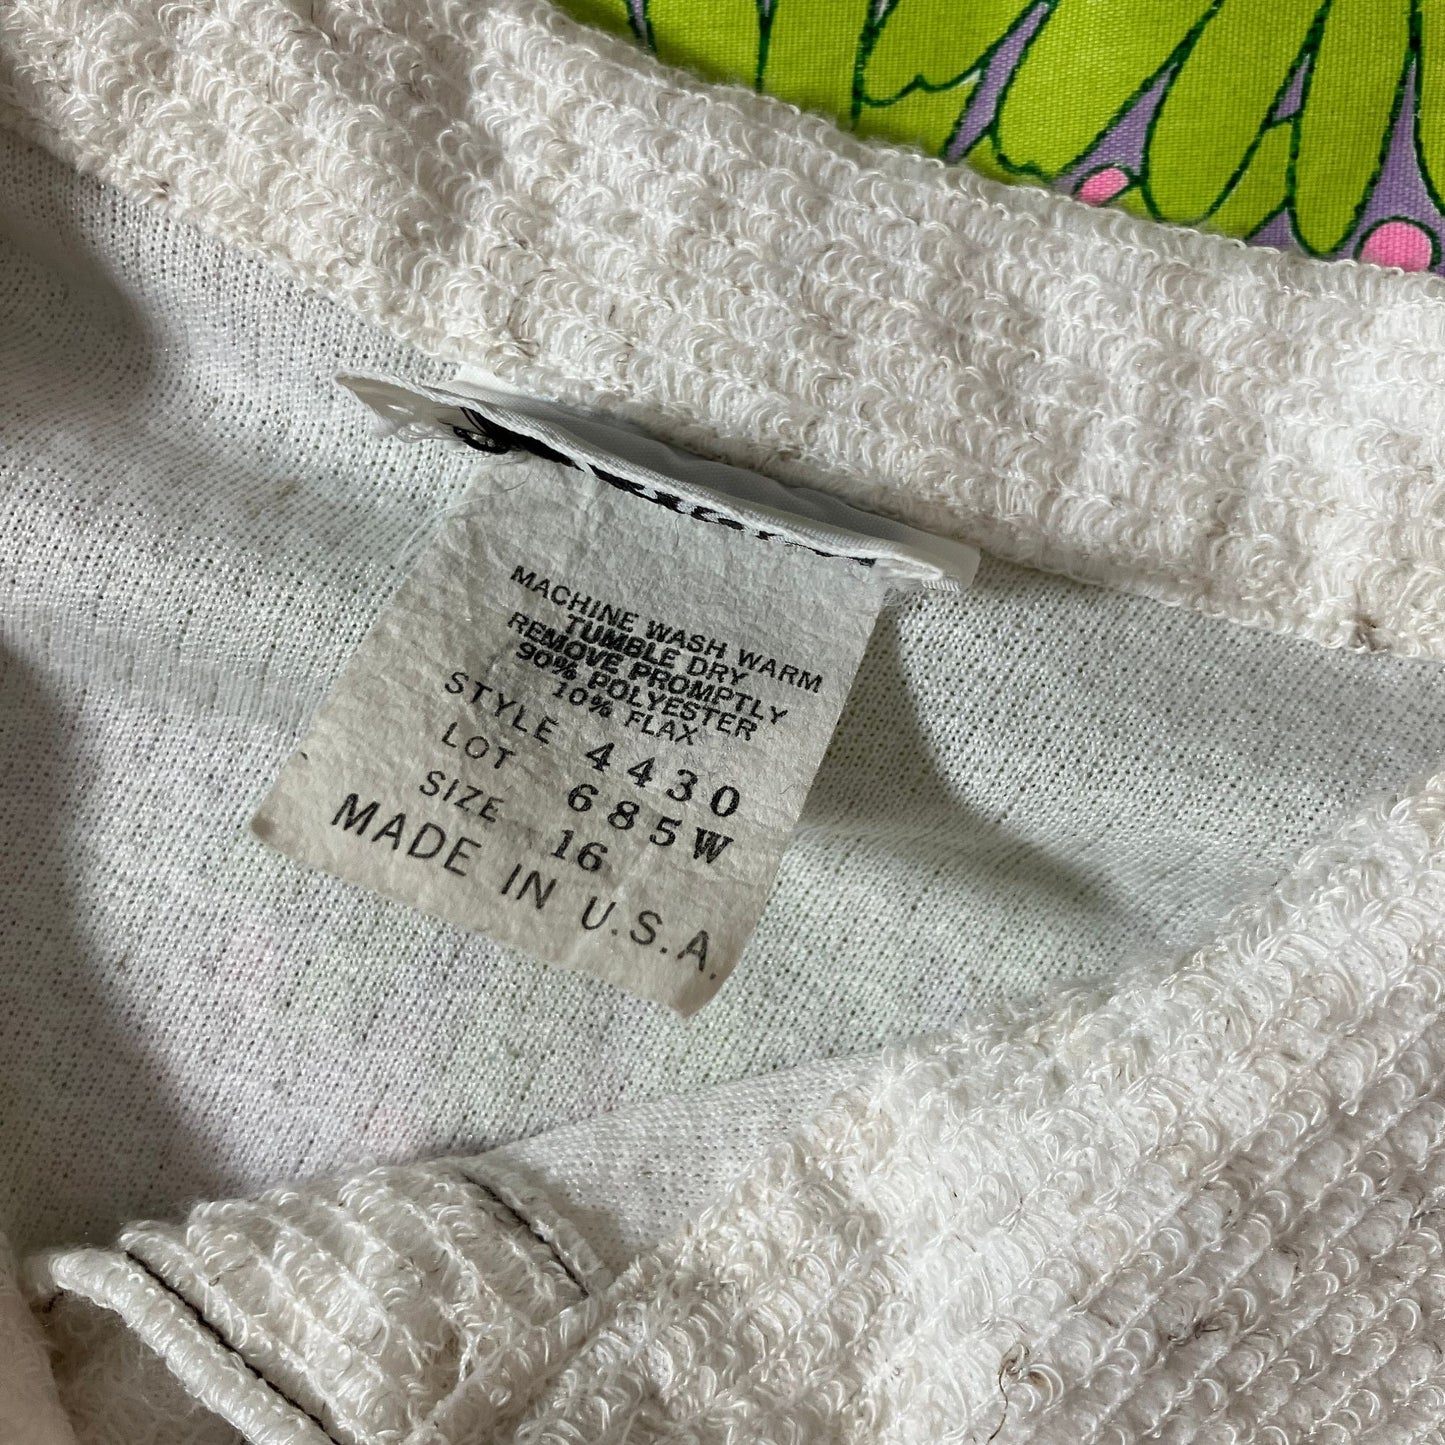 MACHINE WASH WARM
TUMBLE DRY
REMOVE PROMPTLY
90% POLYESTER
10% FLAX
STYLE 4430
LOT 685W
SIZE 16
MADE IN U.S.A.